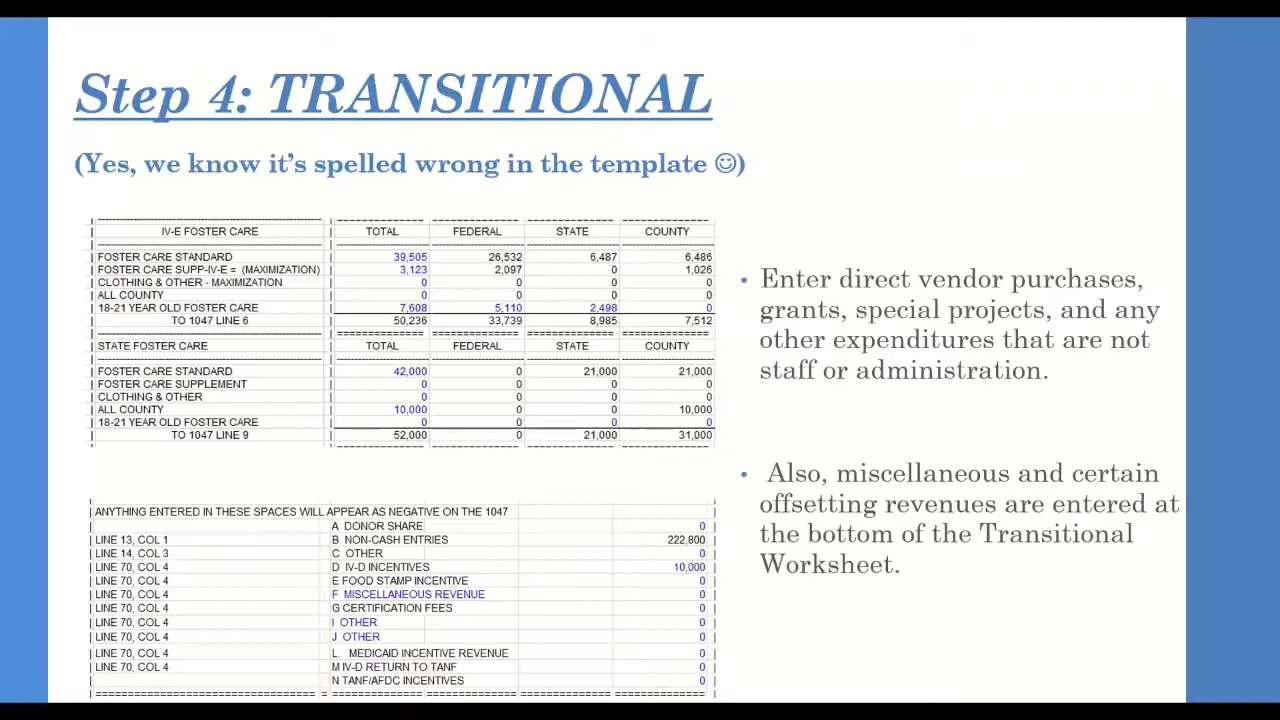 Step 4: TRANSITIONAL
(Yes, we know it's spelled wrong in the template ☺)
IV-E FOSTER CARE TOTAL FEDERAL STATE COUNTY
FOSTER CARE STANDARD 39,505 26,532 6,487 6,486
FOSTER CARE SUPP-IV-E = (MAXIMIZATION) 3,123 2,097 0 1,026
CLOTHING & OTHER - MAXIMIZATION 0 0 0 0
ALL COUNTY 0 0 0 0
18-21 YEAR OLD FOSTER CARE 7,608 5,110 2,498 0
TO 1047 LINE 6 50,236 33,739 8,985 7,512
STATE FOSTER CARE TOTAL FEDERAL STATE COUNTY
FOSTER CARE STANDARD 42,000 0 21,000 21,000
FOSTER CARE SUPPLEMENT 0 0 0 0
CLOTHING & OTHER 0 0 0 0
ALL COUNTY 10,000 0 0 10,000
18-21 YEAR OLD FOSTER CARE 0 0 0 0
TO 1047 LINE 9 52,000 0 21,000 31,000
ANYTHING ENTERED IN THESE SPACES WILL APPEAR AS NEGATIVE ON THE 1047
A DONOR SHARE 0
LINE 13, COL 1 B NON-CASH ENTRIES 222,800
LINE 14, COL 3 C OTHER 0
LINE 70, COL 4 D IV-D INCENTIVES 10,000
LINE 70, COL 4 E FOOD STAMP INCENTIVE 0
LINE 70, COL 4 F MISCELLANEOUS REVENUE 0
LINE 70, COL 4 G CERTIFICATION FEES 0
LINE 70, COL 4 I OTHER 0
LINE 70, COL 4 J OTHER 0
LINE 70, COL 4 L. MEDICAID INCENTIVE REVENUE 0
LINE 70, COL 4 M IV-D RETURN TO TANF 0
N TANF/AFDC INCENTIVES 0
• Enter direct vendor purchases,
grants, special projects, and any
other expenditures that are not
staff or administration.
• Also, miscellaneous and certain
offsetting revenues are entered at
the bottom of the Transitional
Worksheet.